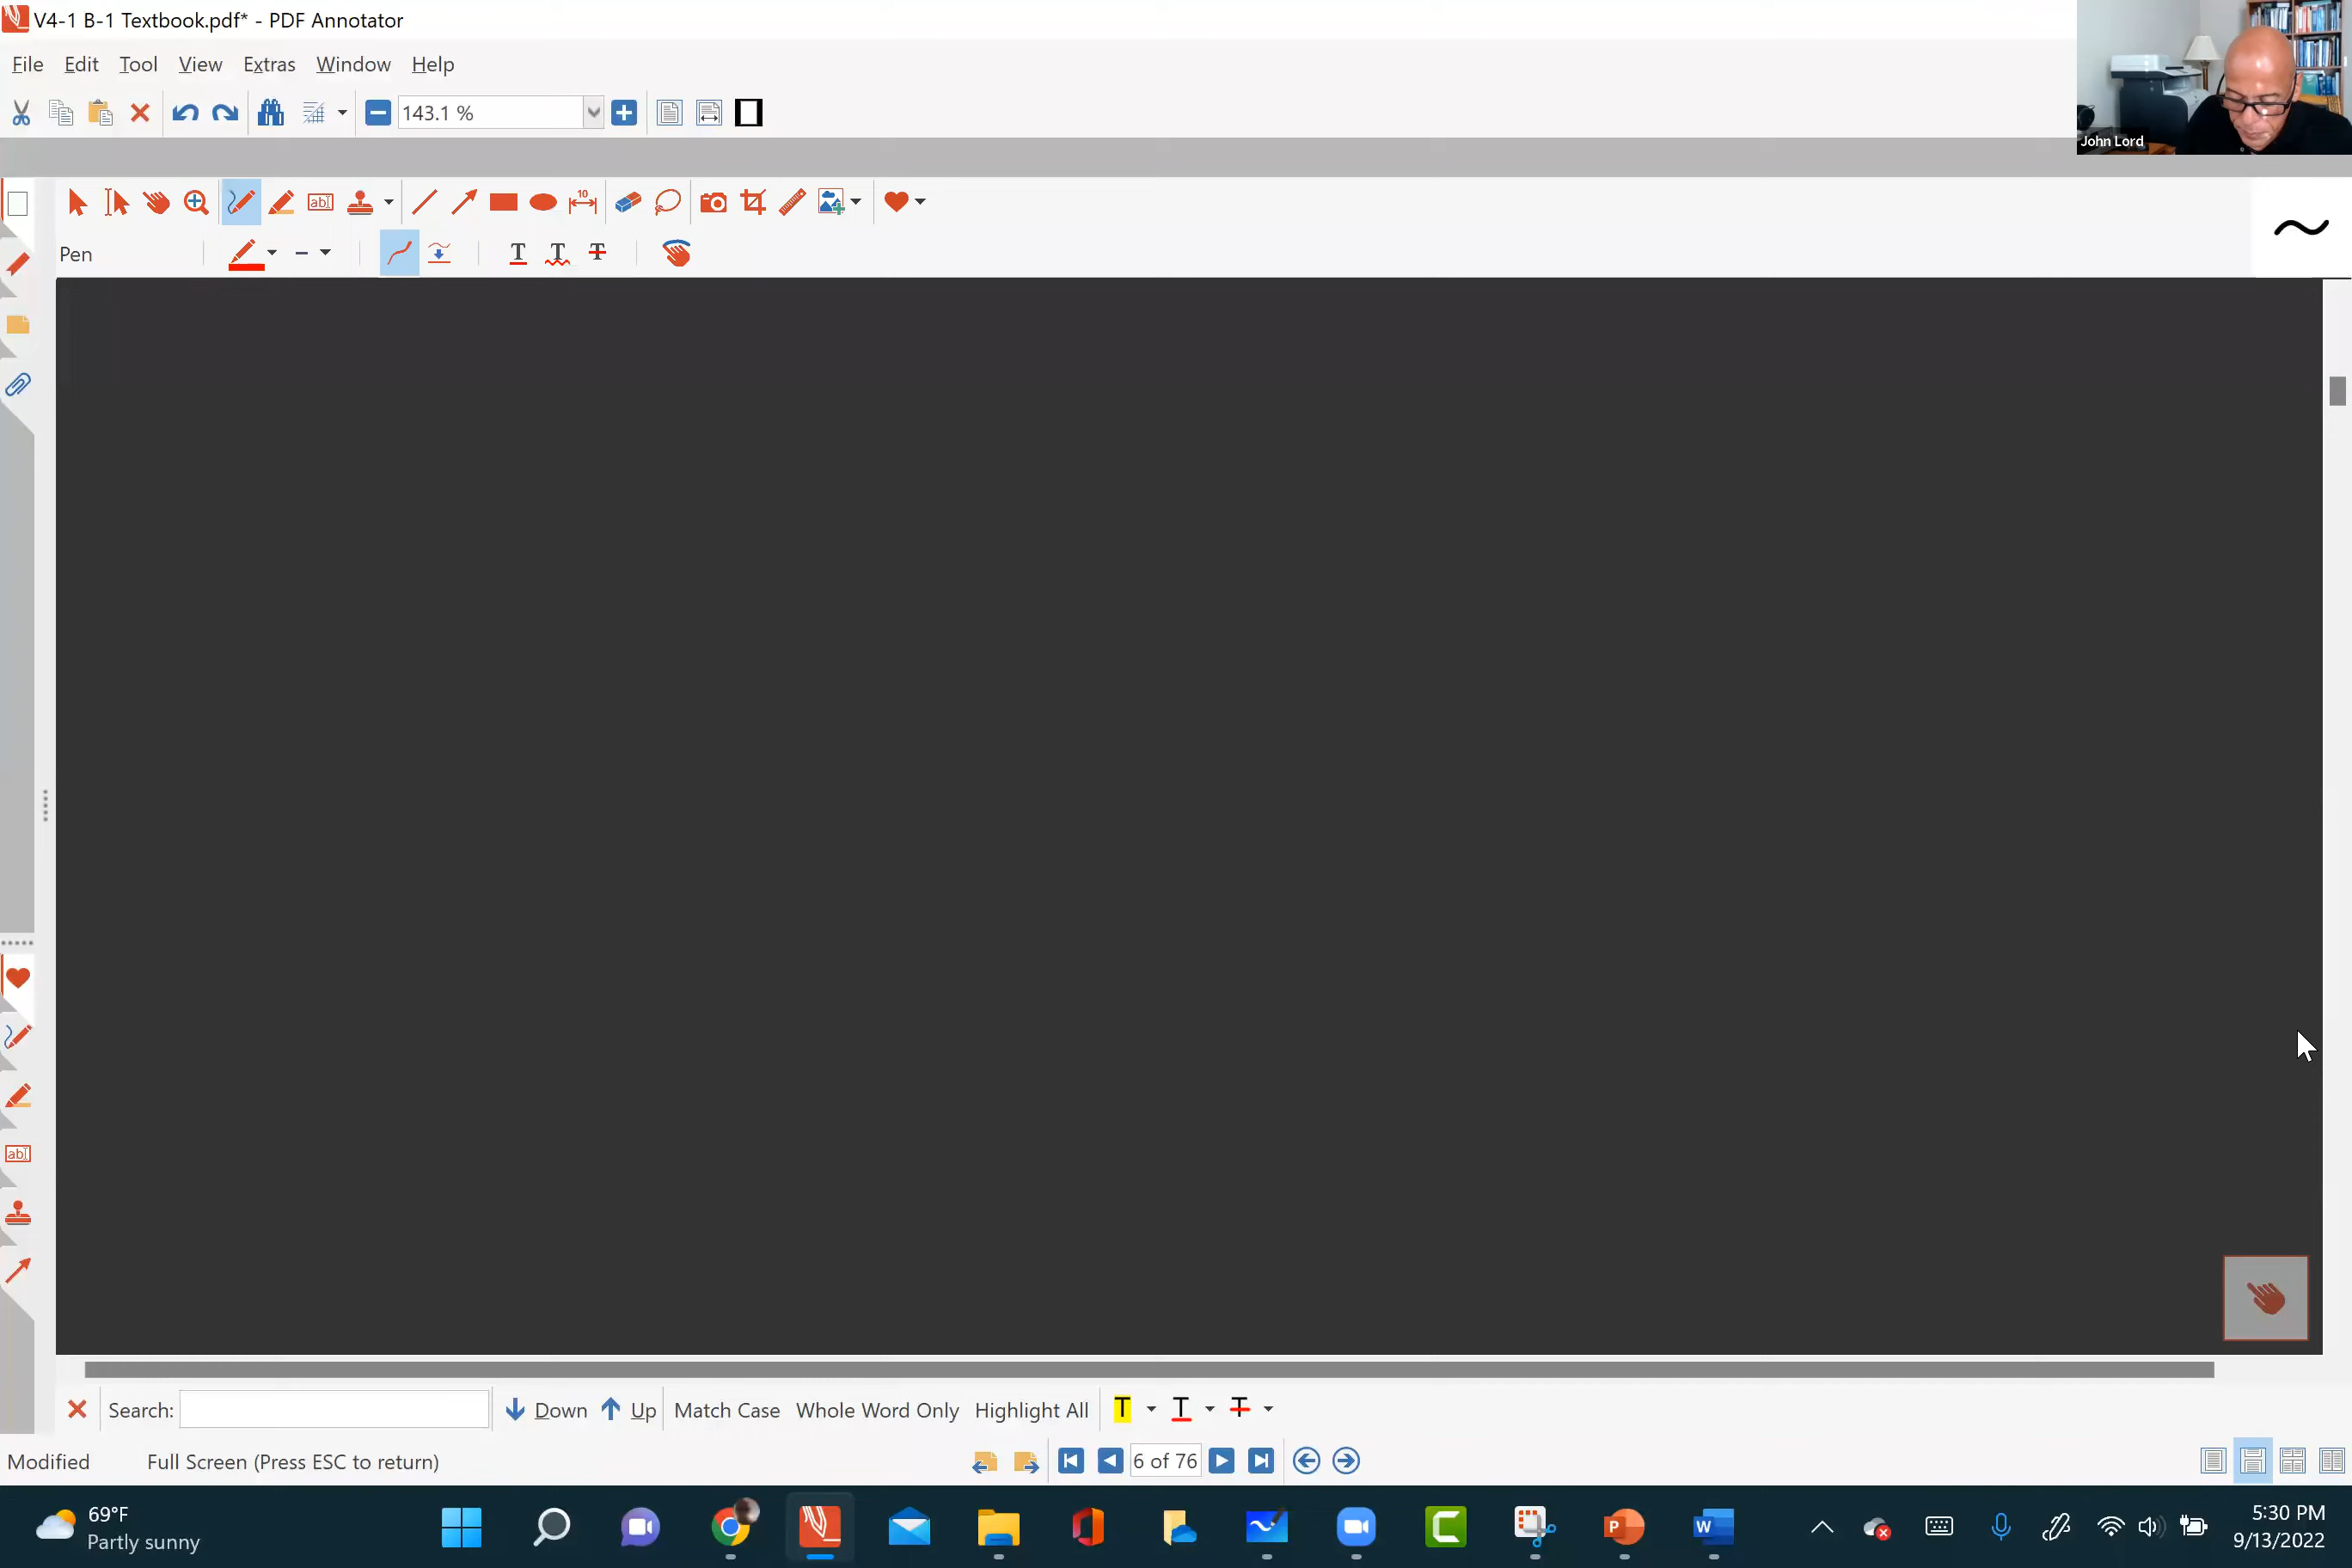 V4-1 B-1 Textbook.pdf* - PDF Annotator
File Edit Tool View Extras Window Help
143.1 %
John Lord
Pen
Search: Down Up Match Case Whole Word Only Highlight All
Modified Full Screen (Press ESC to return) 6 of 76
69°F
Partly sunny
5:30 PM
9/13/2022